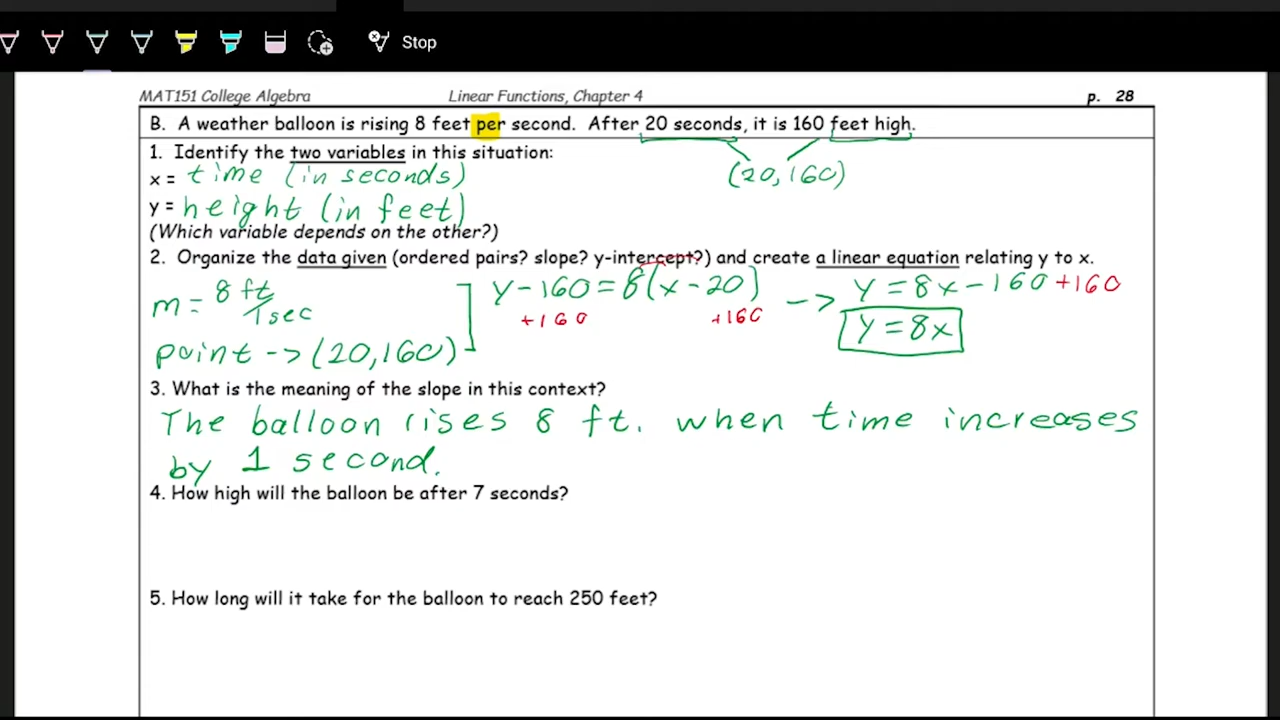 Stop
MAT151 College Algebra Linear Functions, Chapter 4 p. 28
B. A weather balloon is rising 8 feet per second. After 20 seconds, it is 160 feet high.
1. Identify the two variables in this situation:
x = time (in seconds) (20,160)
y = height (in feet)
(Which variable depends on the other?)
2. Organize the data given (ordered pairs? slope? y-intercept?) and create a linear equation relating y to x.
m = 8 ft/1sec y - 160 = 8(x - 20) -> y = 8x - 160 +160
+160 +160 y = 8x
point -> (20,160)
3. What is the meaning of the slope in this context?
The balloon rises 8 ft. when time increases
by 1 second.
4. How high will the balloon be after 7 seconds?
5. How long will it take for the balloon to reach 250 feet?